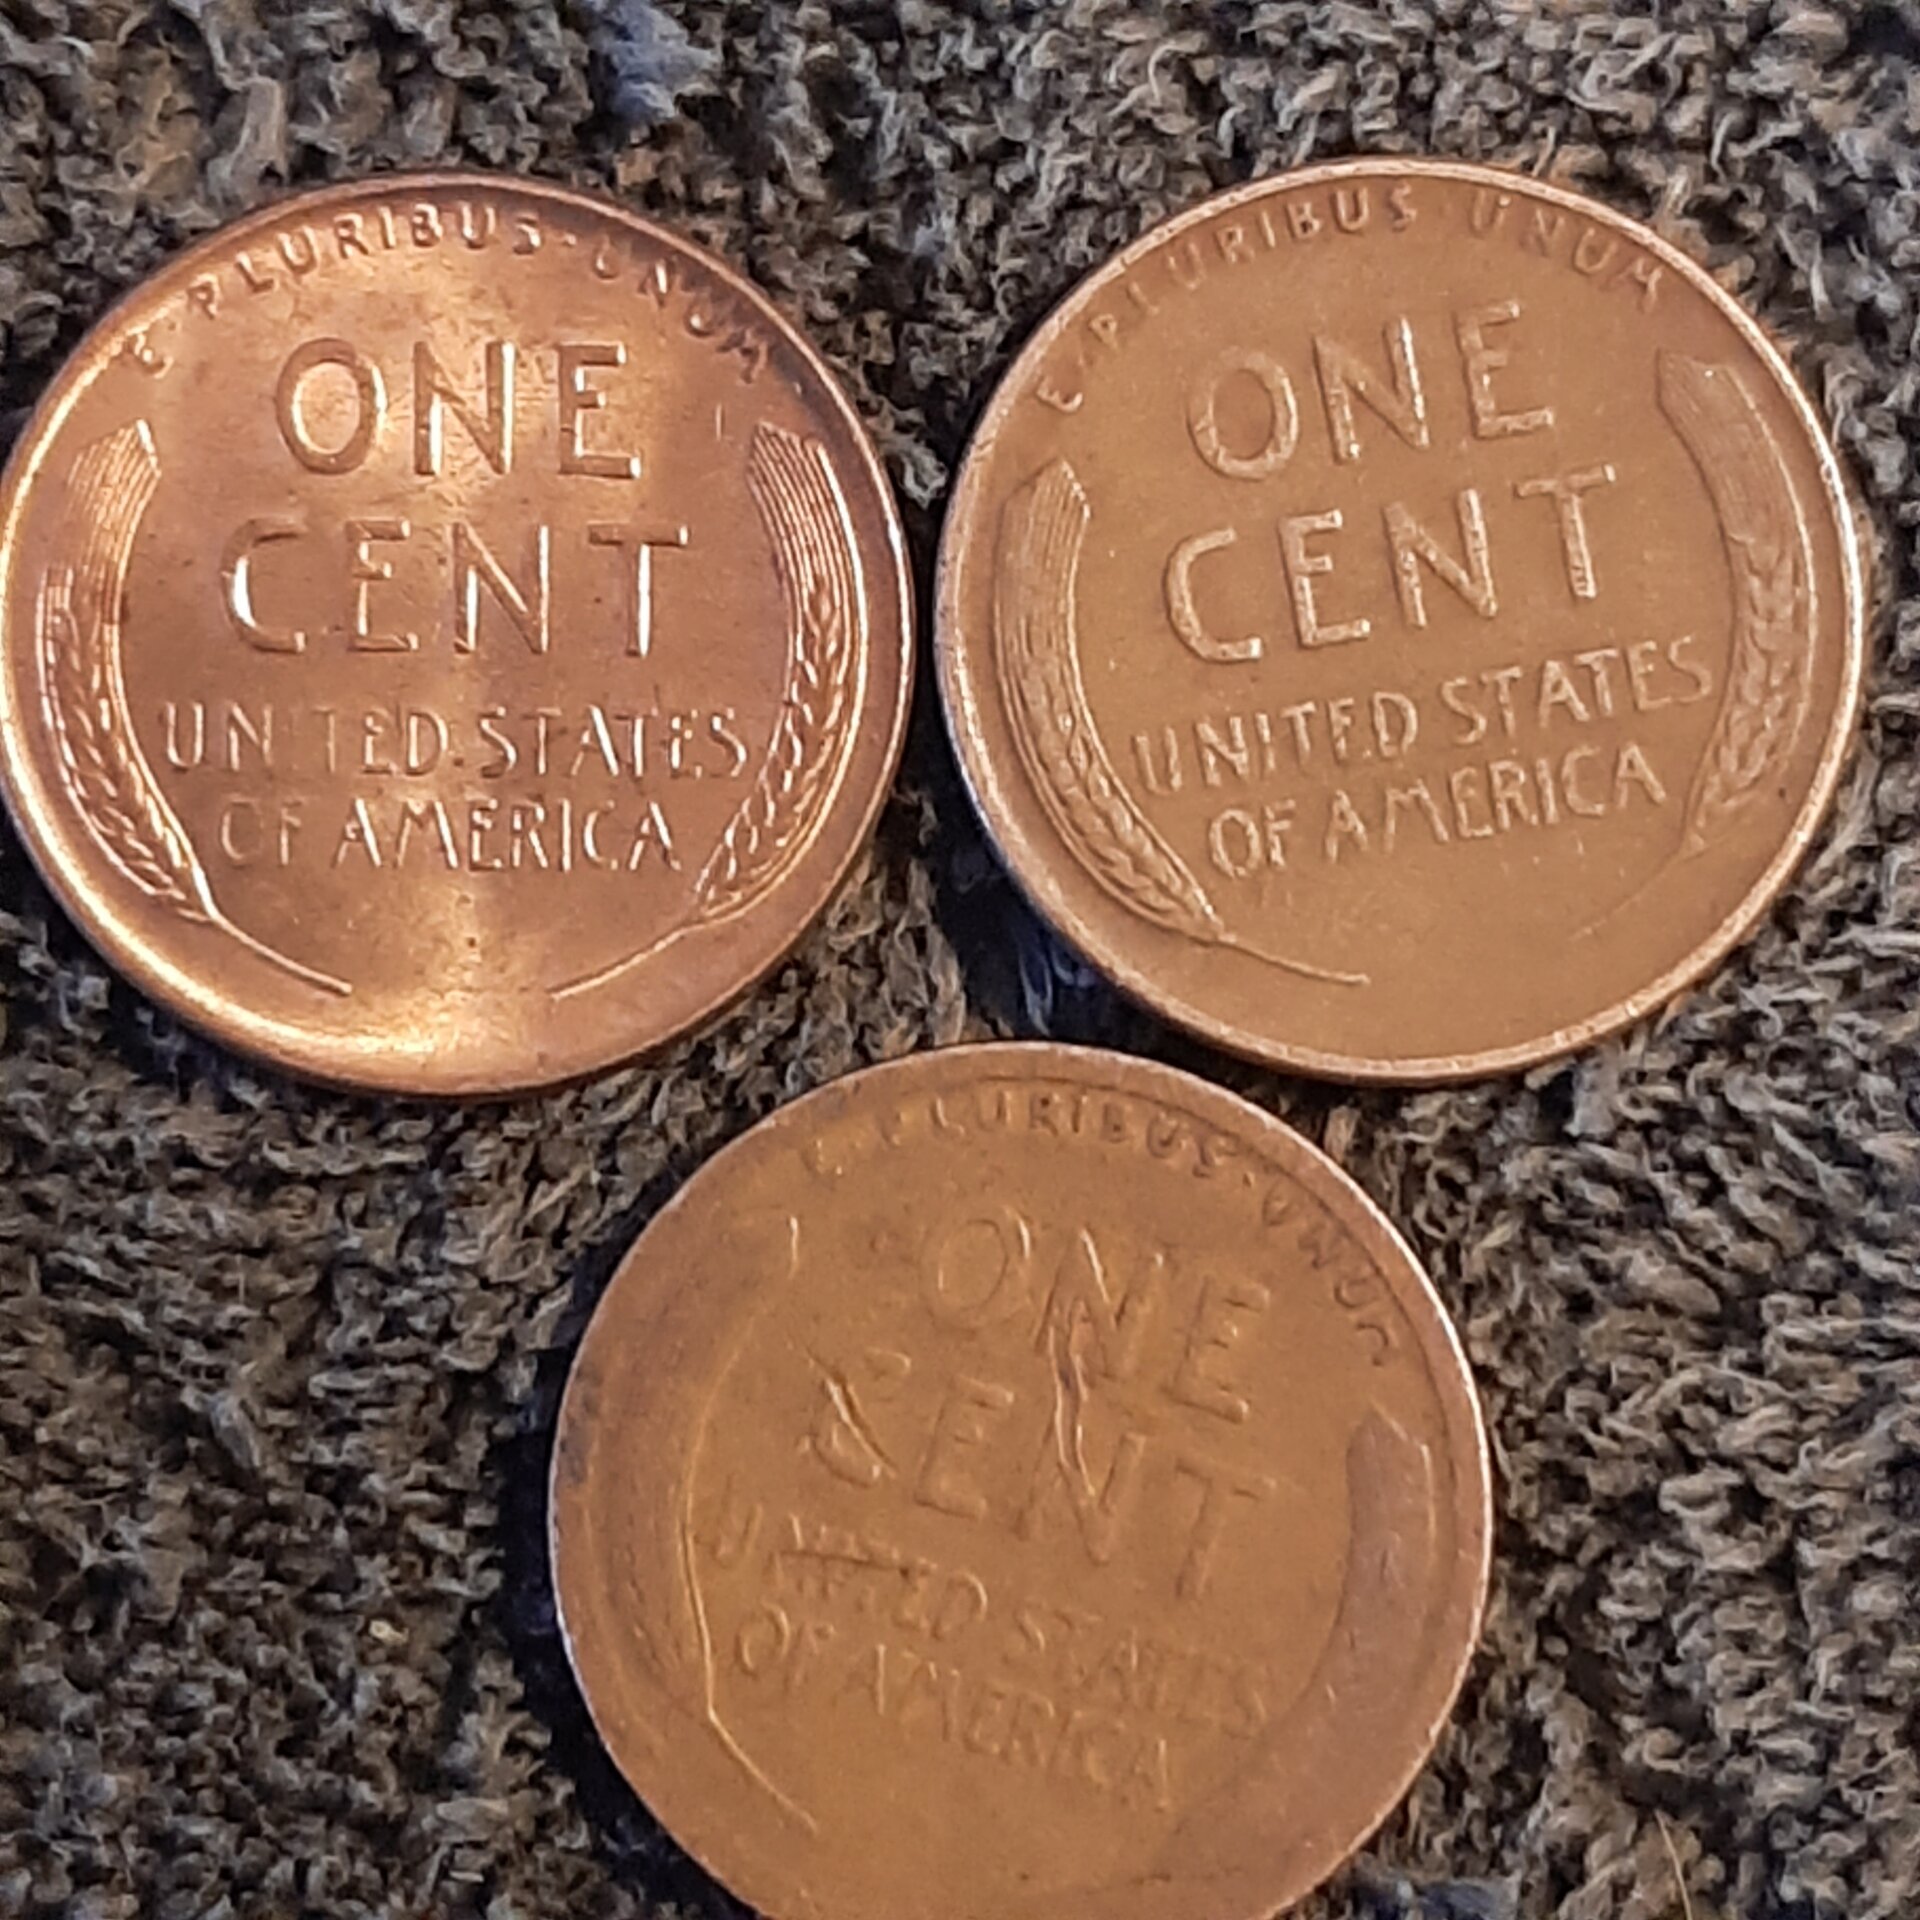 E·PLURIBUS·UNUM
ONE
CENT
UNITED STATES
OF AMERICA
E·PLURIBUS·UNUM
ONE
CENT
UNITED STATES
OF AMERICA
E·PLURIBUS·UNUM
ONE
CENT
UNITED STATES
OF AMERICA